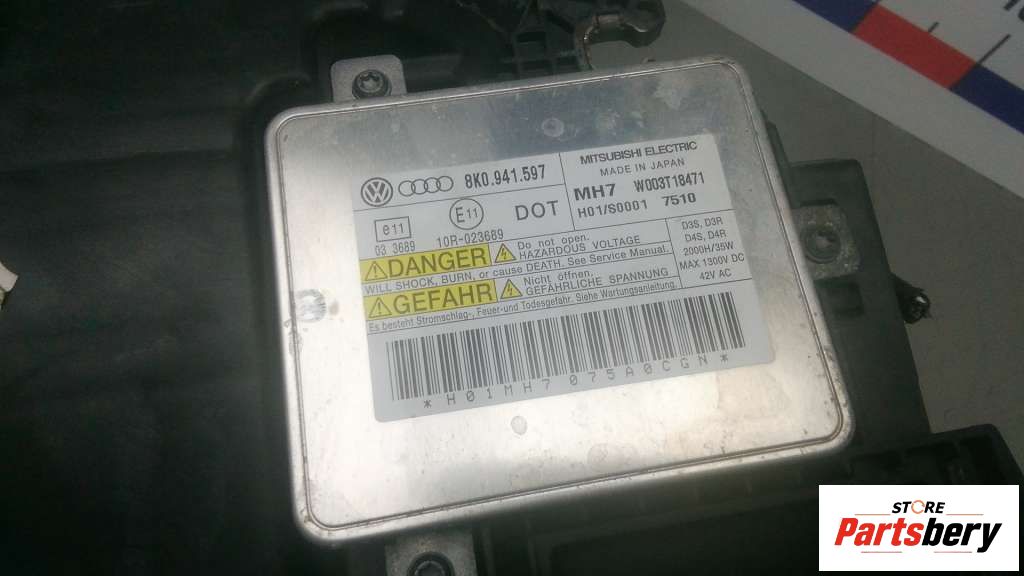 8K0.941.597
MITSUBISHI ELECTRIC
MADE IN JAPAN
MH7 W003T18471
H01/S0001 7510
e11
03 3689
E11
10R-023689
DOT
DANGER
Do not open.
HAZARDOUS VOLTAGE
WILL SHOCK, BURN, or cause DEATH. See Service Manual.
GEFAHR
Nicht öffnen.
GEFÄHRLICHE SPANNUNG
Es besteht Stromschlag-, Feuer-und Todesgefahr. Siehe Wartungsanleitung.
D3S, D3R
D4S, D4R
2000H/35W
MAX 1300V DC
42V AC
*H01MH7075A0CGN*
STORE
Partsbery